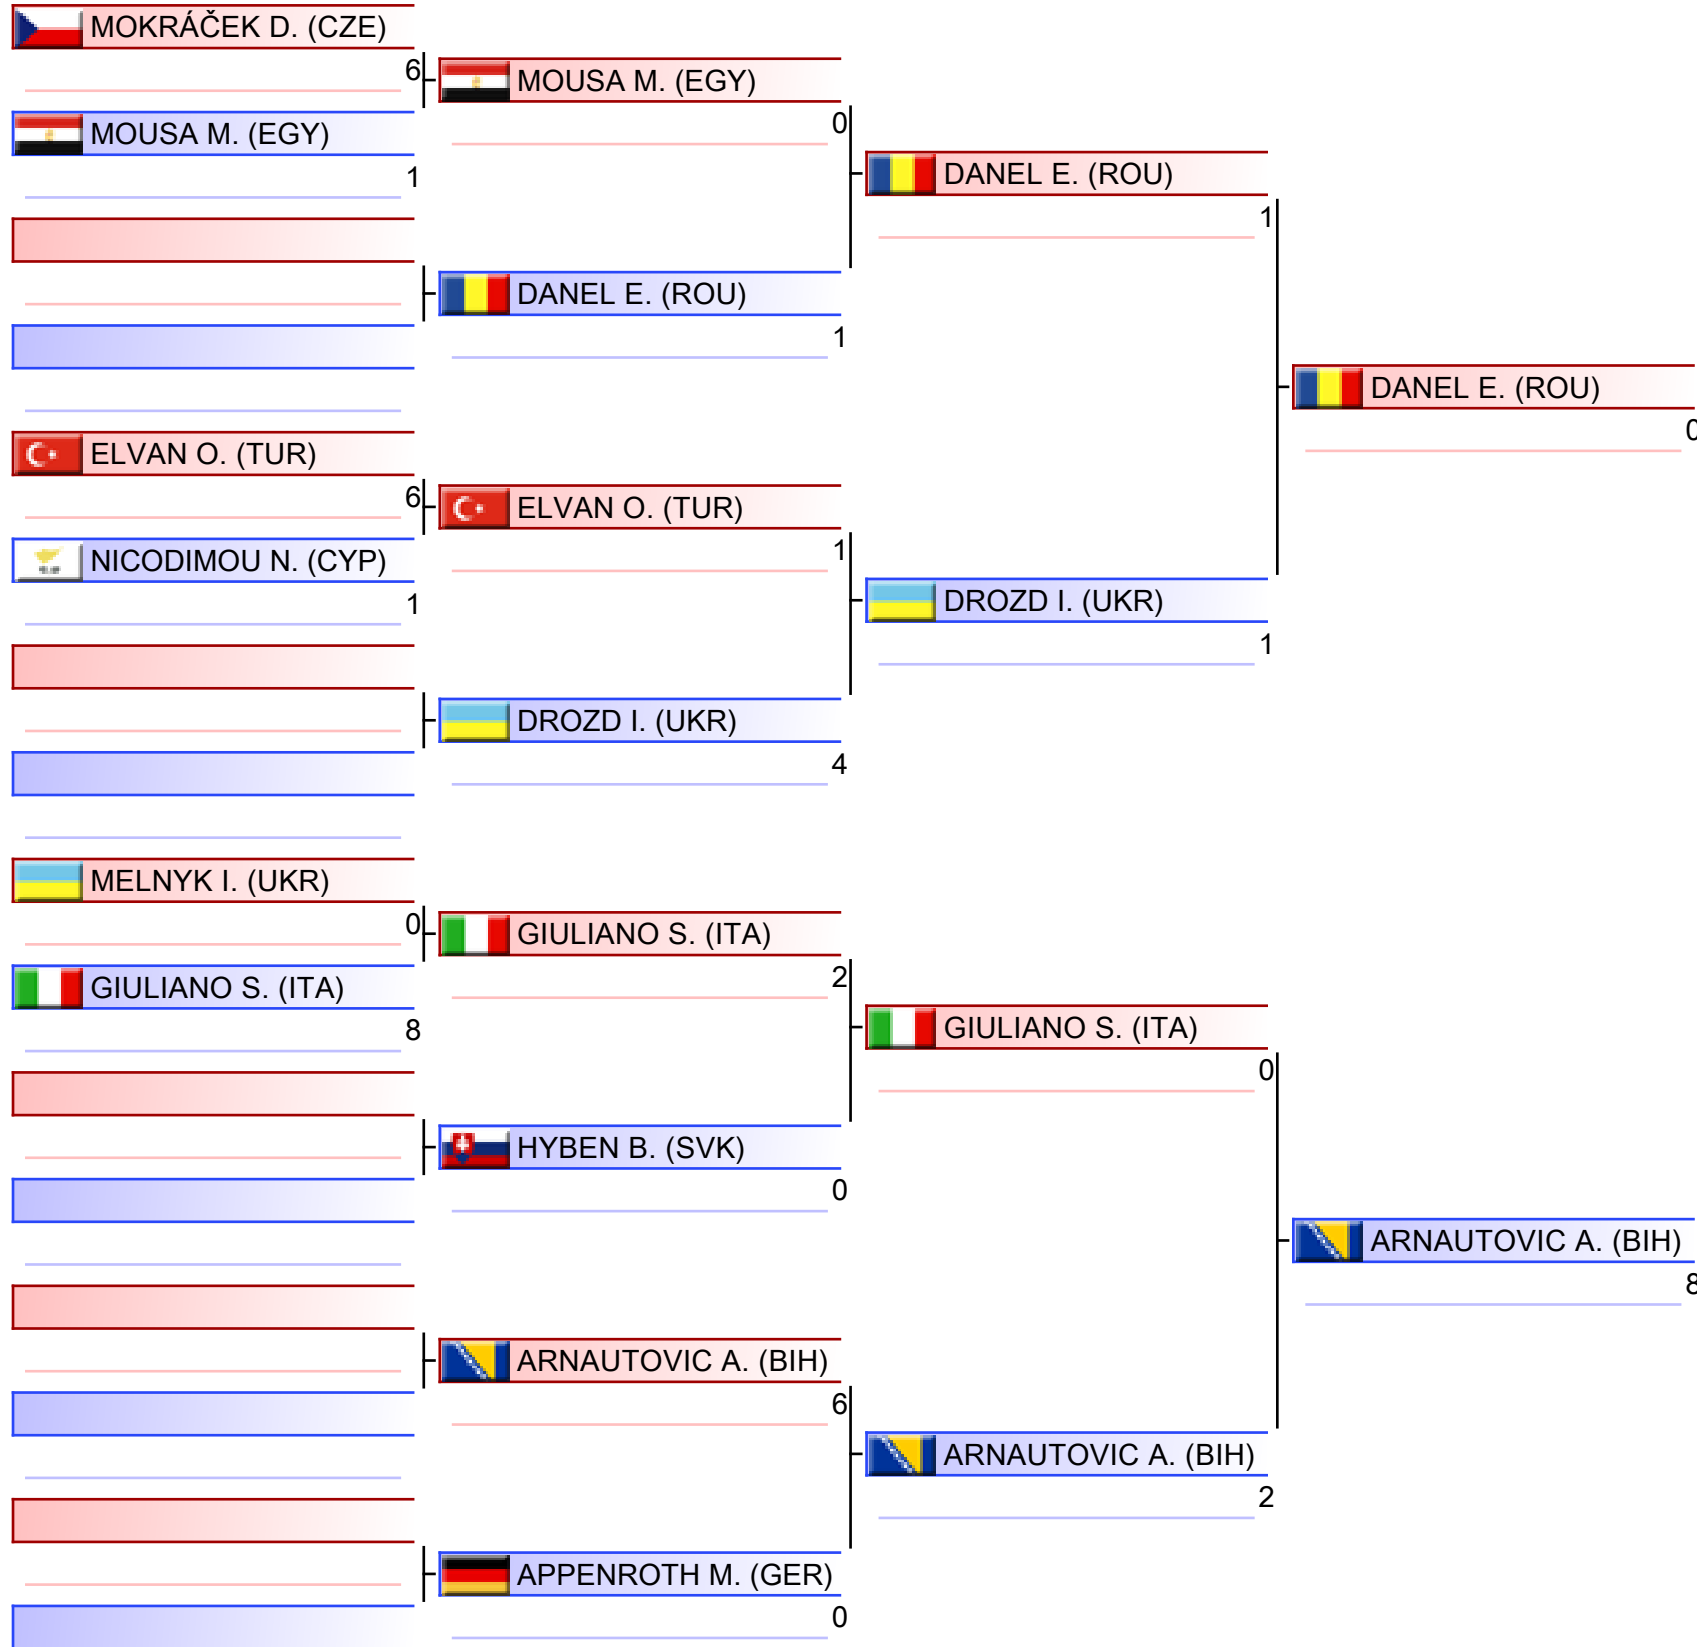 MOKRÁČEK D. (CZE)
6
MOUSA M. (EGY)
1
ELVAN O. (TUR)
6
NICODIMOU N. (CYP)
1
MELNYK I. (UKR)
0
GIULIANO S. (ITA)
8
MOUSA M. (EGY)
0
DANEL E. (ROU)
1
ELVAN O. (TUR)
1
DROZD I. (UKR)
4
GIULIANO S. (ITA)
2
HYBEN B. (SVK)
0
ARNAUTOVIC A. (BIH)
6
APPENROTH M. (GER)
0
DANEL E. (ROU)
1
DROZD I. (UKR)
1
GIULIANO S. (ITA)
0
ARNAUTOVIC A. (BIH)
2
DANEL E. (ROU)
0
ARNAUTOVIC A. (BIH)
8